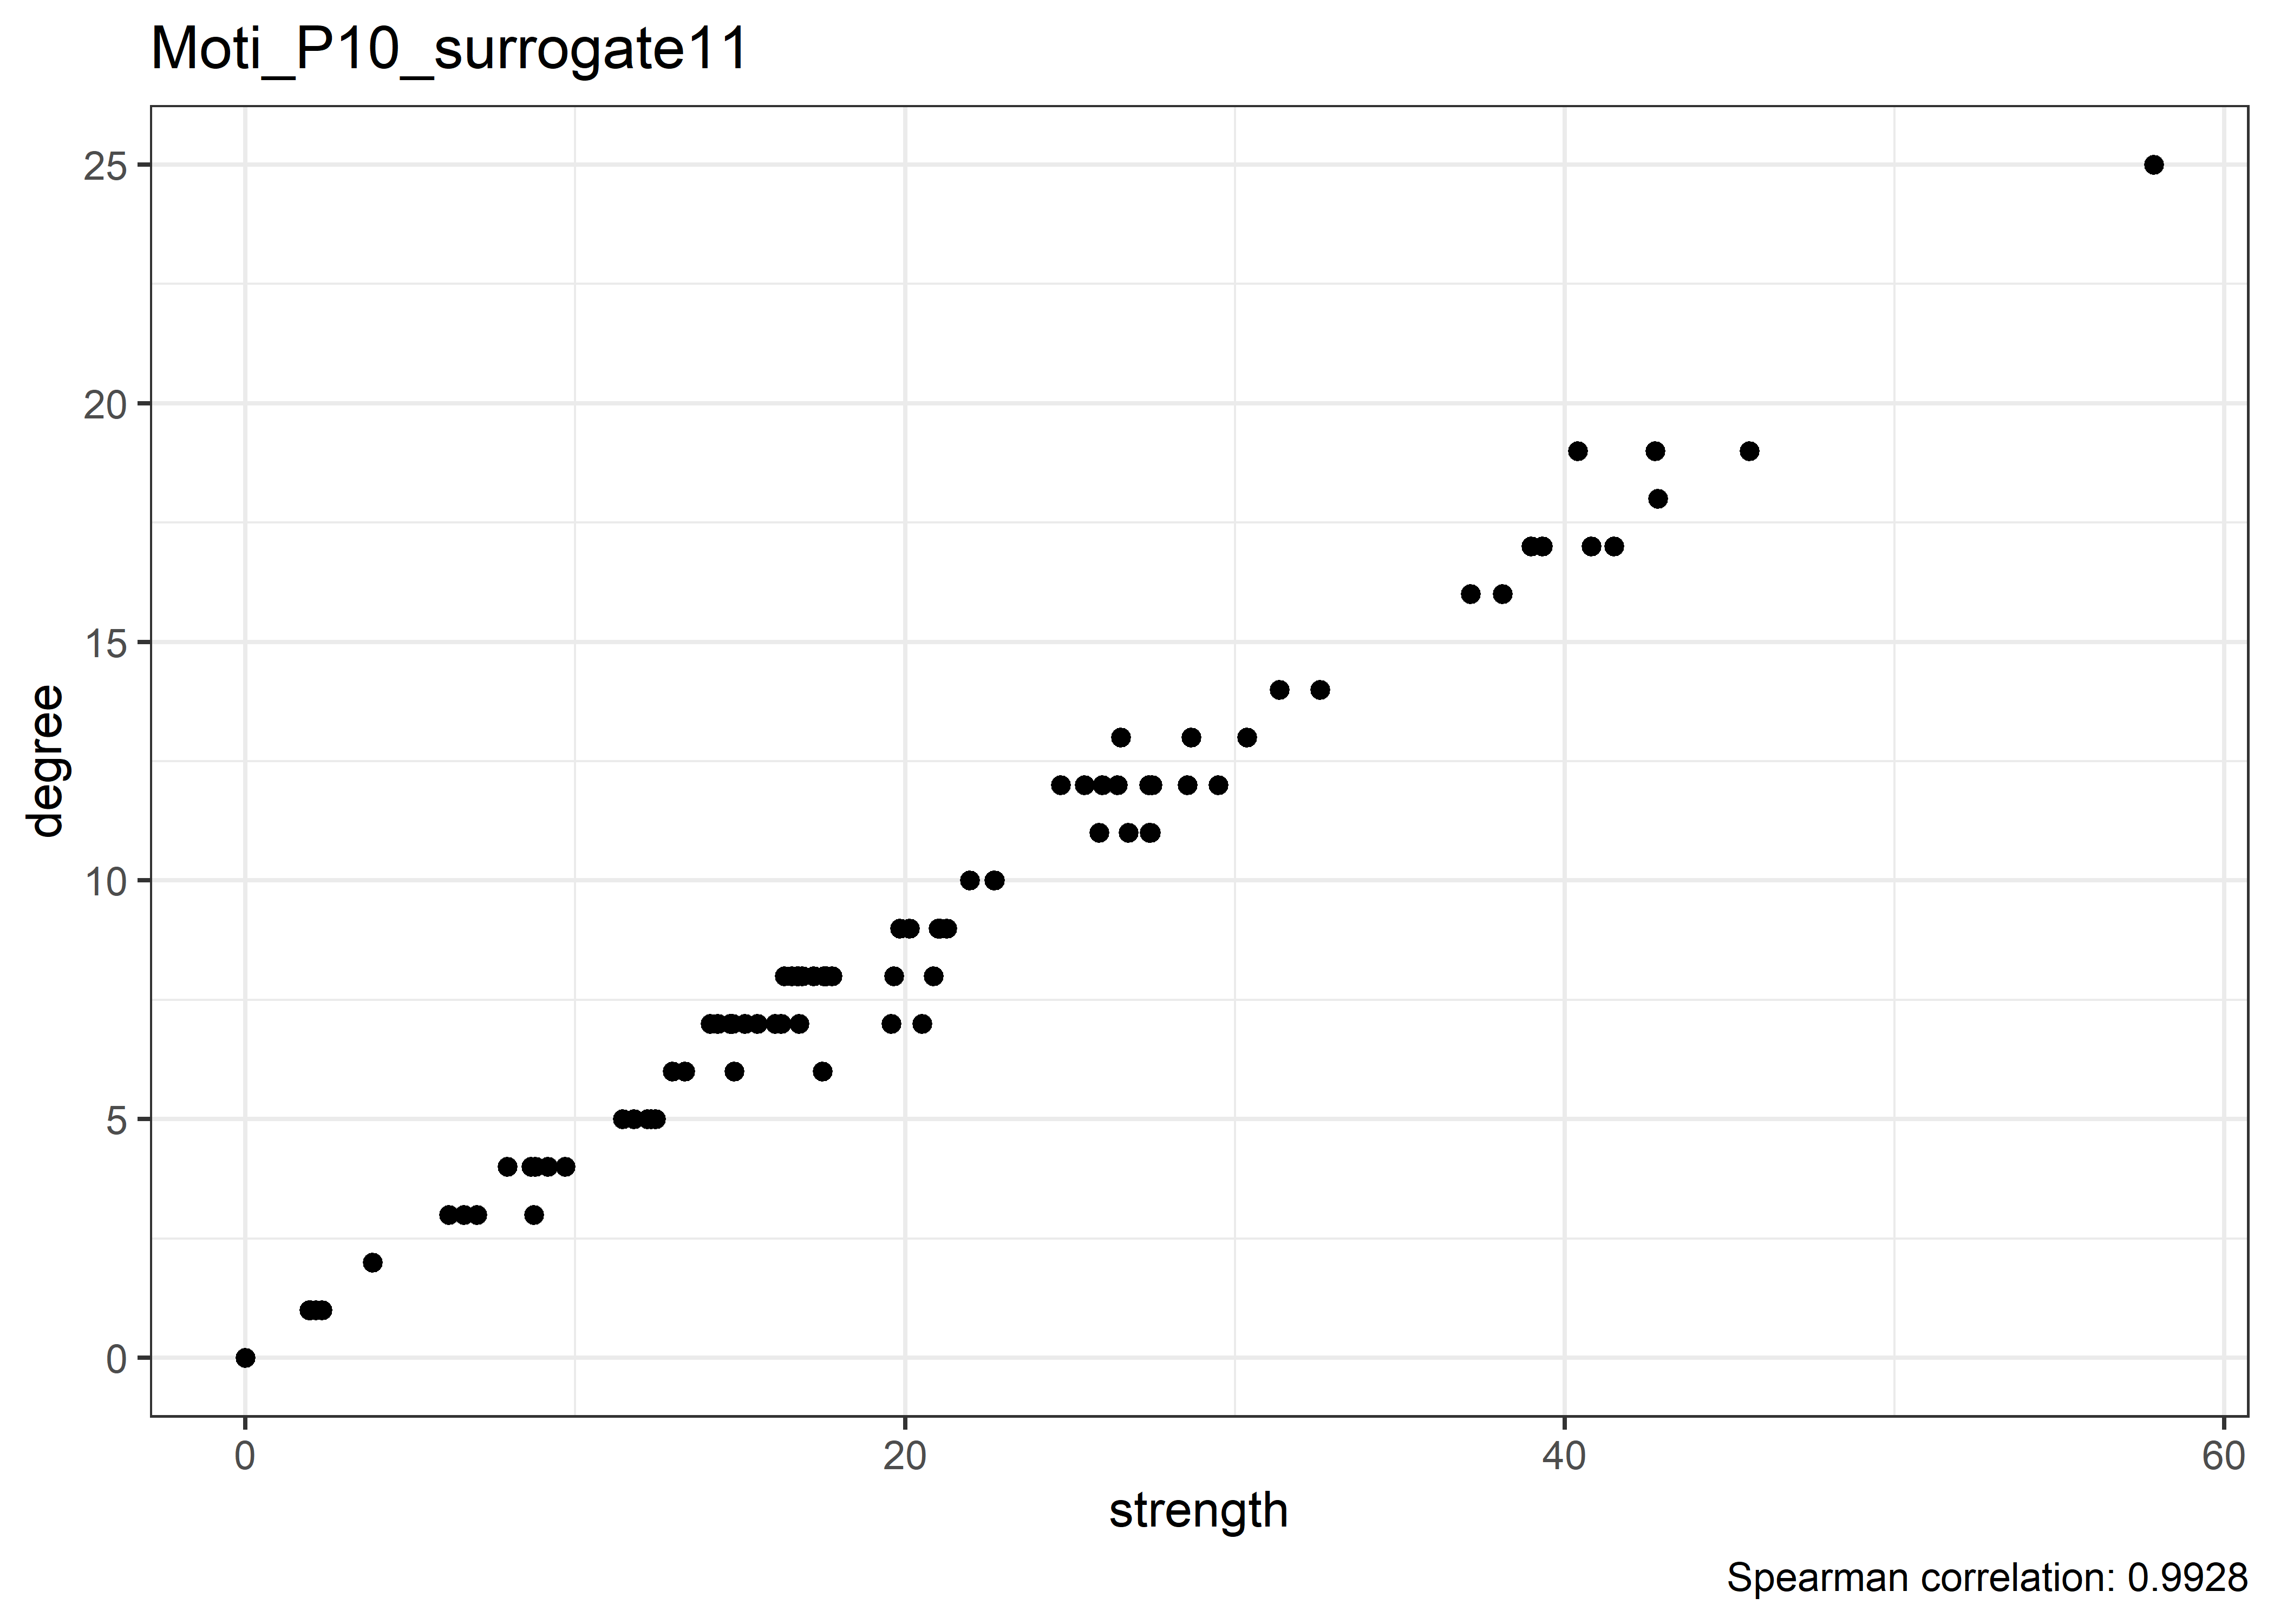 Moti_P10_surrogate11
25
20
15
10
5
0
degree
0 20 40 60
strength
Spearman correlation: 0.9928